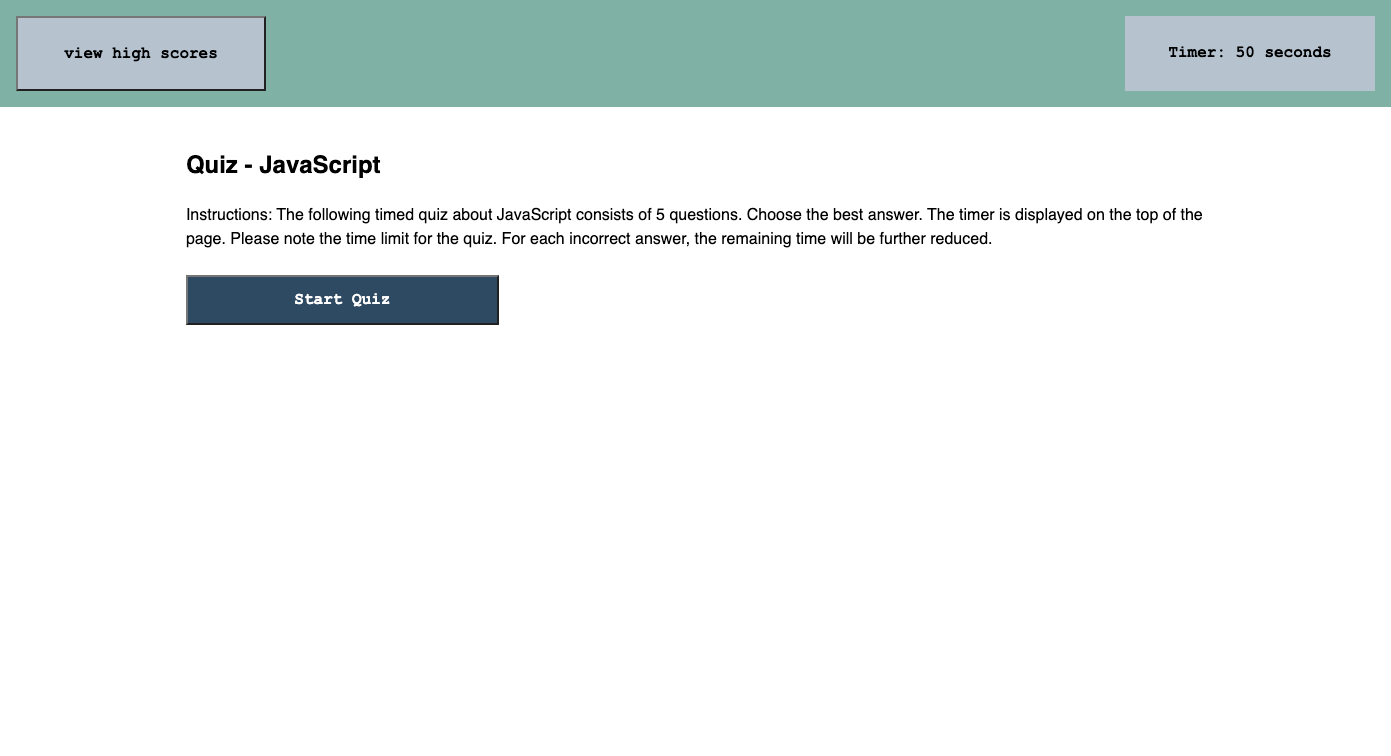 view high scores
Timer: 50 seconds
Quiz - JavaScript
Instructions: The following timed quiz about JavaScript consists of 5 questions. Choose the best answer. The timer is displayed on the top of the
page. Please note the time limit for the quiz. For each incorrect answer, the remaining time will be further reduced.
Start Quiz